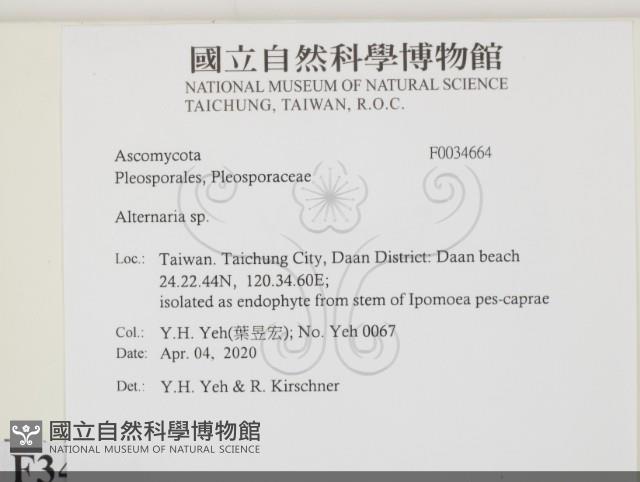 國立自然科學博物館
NATIONAL MUSEUM OF NATURAL SCIENCE
TAICHUNG, TAIWAN, R.O.C.
Ascomycota F0034664
Pleosporales, Pleosporaceae
Alternaria sp.
Loc.: Taiwan. Taichung City, Daan District: Daan beach
24.22.44N, 120.34.60E;
isolated as endophyte from stem of Ipomoea pes-caprae
Col.: Y.H. Yeh(葉昱宏); No. Yeh 0067
Date: Apr. 04, 2020
Det.: Y.H. Yeh & R. Kirschner
國立自然科學博物館
NATIONAL MUSEUM OF NATURAL SCIENCE